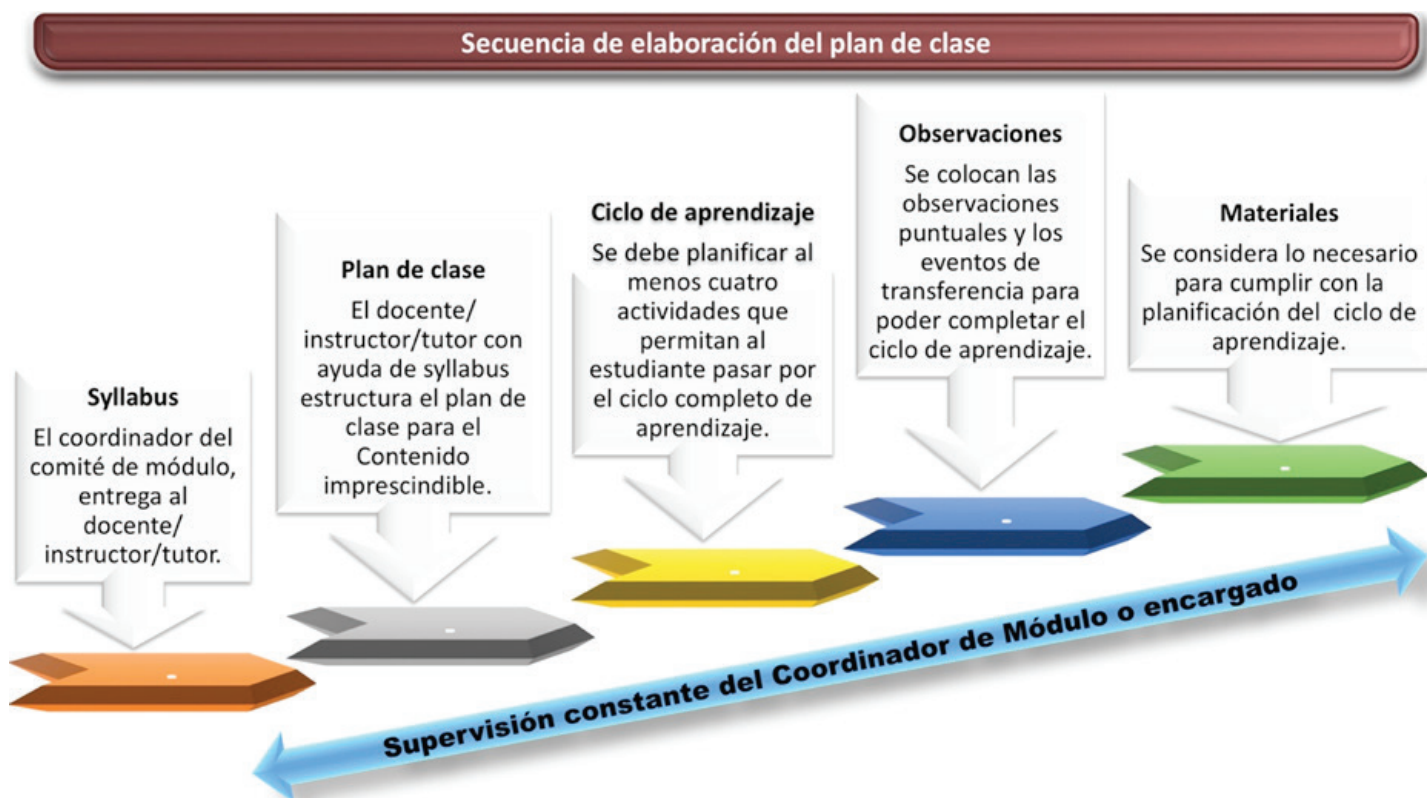 Secuencia de elaboración del plan de clase
Syllabus
El coordinador del
comité de módulo,
entrega al
docente/
instructor/tutor.
Plan de clase
El docente/
instructor/tutor con
ayuda de syllabus
estructura el plan de
clase para el
Contenido
imprescindible.
Ciclo de aprendizaje
Se debe planificar al
menos cuatro
actividades que
permitan al
estudiante pasar por
el ciclo completo de
aprendizaje.
Observaciones
Se colocan las
observaciones
puntuales y los
eventos de
transferencia para
poder completar el
ciclo de aprendizaje.
Materiales
Se considera lo necesario
para cumplir con la
planificación del ciclo de
aprendizaje.
Supervisión constante del Coordinador de Módulo o encargado